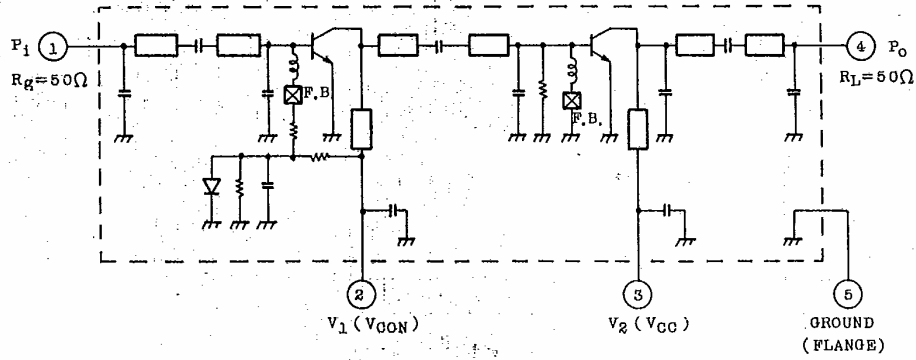 Pi 1
Rg=50Ω
F.B.
F.B.
4 Po
RL=50Ω
2
V1(VCON)
3
V2(VCC)
5
GROUND
(FLANGE)